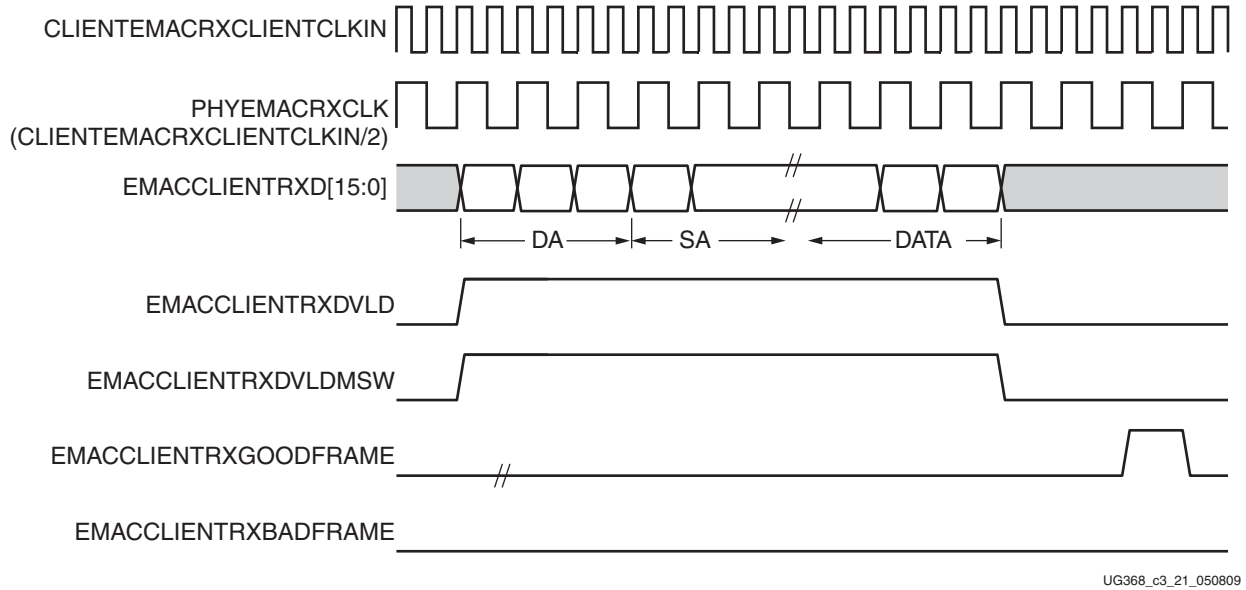 CLIENTEMACRXCLIENTCLKIN
PHYEMACRXCLK
(CLIENTEMACRXCLIENTCLKIN/2)
EMACCLIENTRXD[15:0]
DA
SA
DATA
EMACCLIENTRXDVLD
EMACCLIENTRXDVLDMSW
EMACCLIENTRXGOODFRAME
EMACCLIENTRXBADFRAME
UG368_c3_21_050809